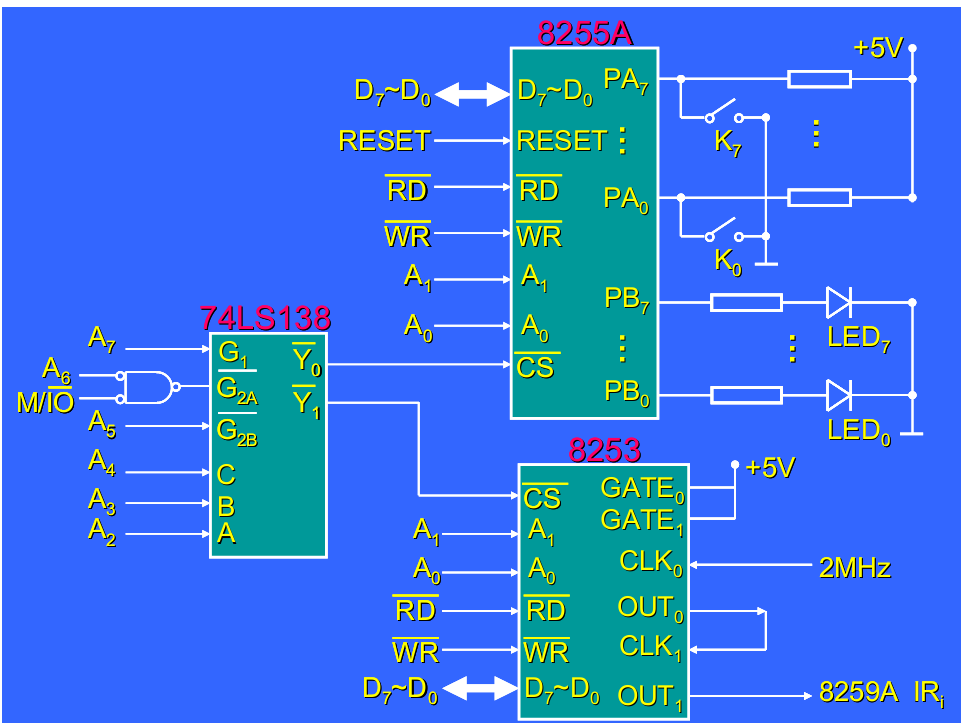 8255A
+5V
D7~D0 D7~D0 PA7
RESET RESET ⋮ K7 ⋮
RD RD
PA0
WR WR
K0
A1 A1
PB7
74LS138
A0 A0
LED7
A7 G1 Y0 CS ⋮ ⋮
A6 G2A Y1
PB0
M/IO
A5 G2B
LED0
8253
A4 C
+5V
CS GATE0
A3 B
GATE1
A2 A
A1 A1
CLK0 2MHz
A0 A0
RD RD OUT0
WR WR CLK1
D7~D0 D7~D0 OUT1 8259A IRi